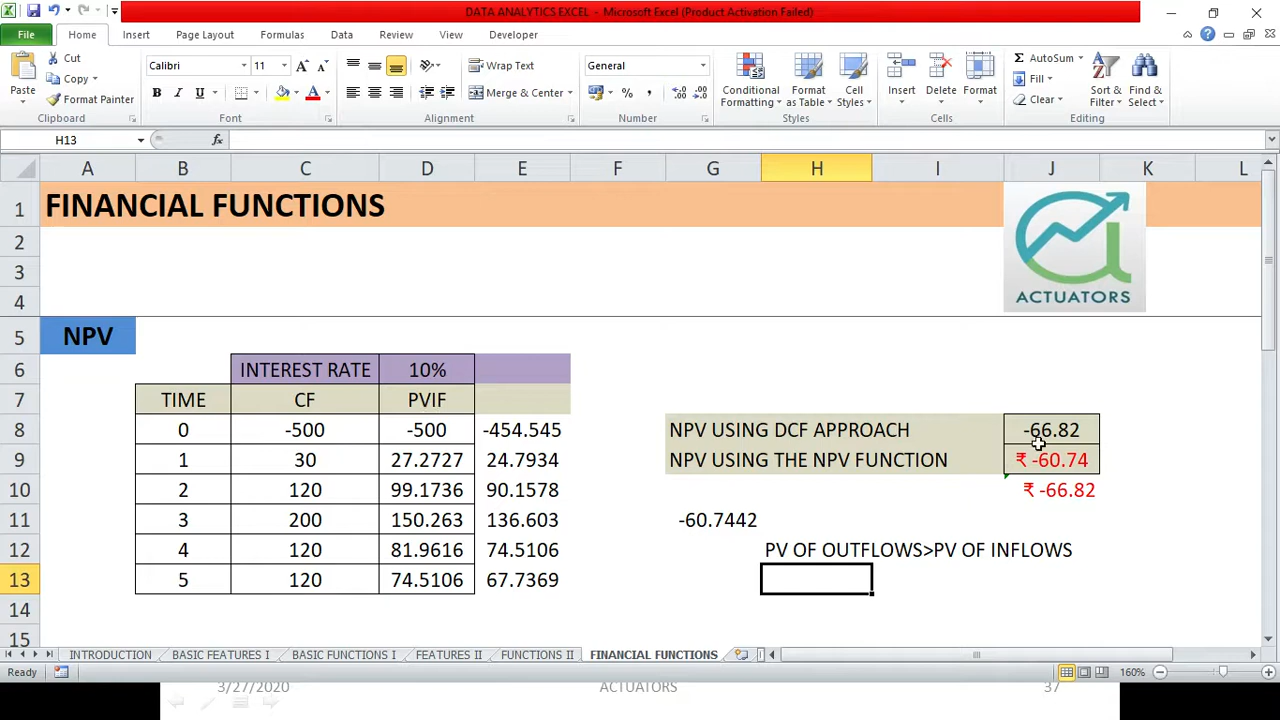 DATA ANALYTICS EXCEL - Microsoft Excel (Product Activation Failed)
File Home Insert Page Layout Formulas Data Review View Developer
Cut
Copy
Format Painter
Paste
Clipboard
Calibri 11
B I U
Font
Wrap Text
Merge & Center
Alignment
General
%
Number
Conditional Formatting
Format as Table
Cell Styles
Styles
Insert Delete Format
Cells
Σ AutoSum
Fill
Clear
Sort & Filter
Find & Select
Editing
H13 fx
A B C D E F G H I J K L
1 FINANCIAL FUNCTIONS
2
3
4 ACTUATORS
5 NPV
6 INTEREST RATE 10%
7 TIME CF PVIF
8 0 -500 -500 -454.545 NPV USING DCF APPROACH -66.82
9 1 30 27.2727 24.7934 NPV USING THE NPV FUNCTION ₹ -60.74
10 2 120 99.1736 90.1578 ₹ -66.82
11 3 200 150.263 136.603 -60.7442
12 4 120 81.9616 74.5106 PV OF OUTFLOWS>PV OF INFLOWS
13 5 120 74.5106 67.7369
14
15
INTRODUCTION BASIC FEATURES I BASIC FUNCTIONS I FEATURES II FUNCTIONS II FINANCIAL FUNCTIONS
Ready 160%
3/27/2020 ACTUATORS 37